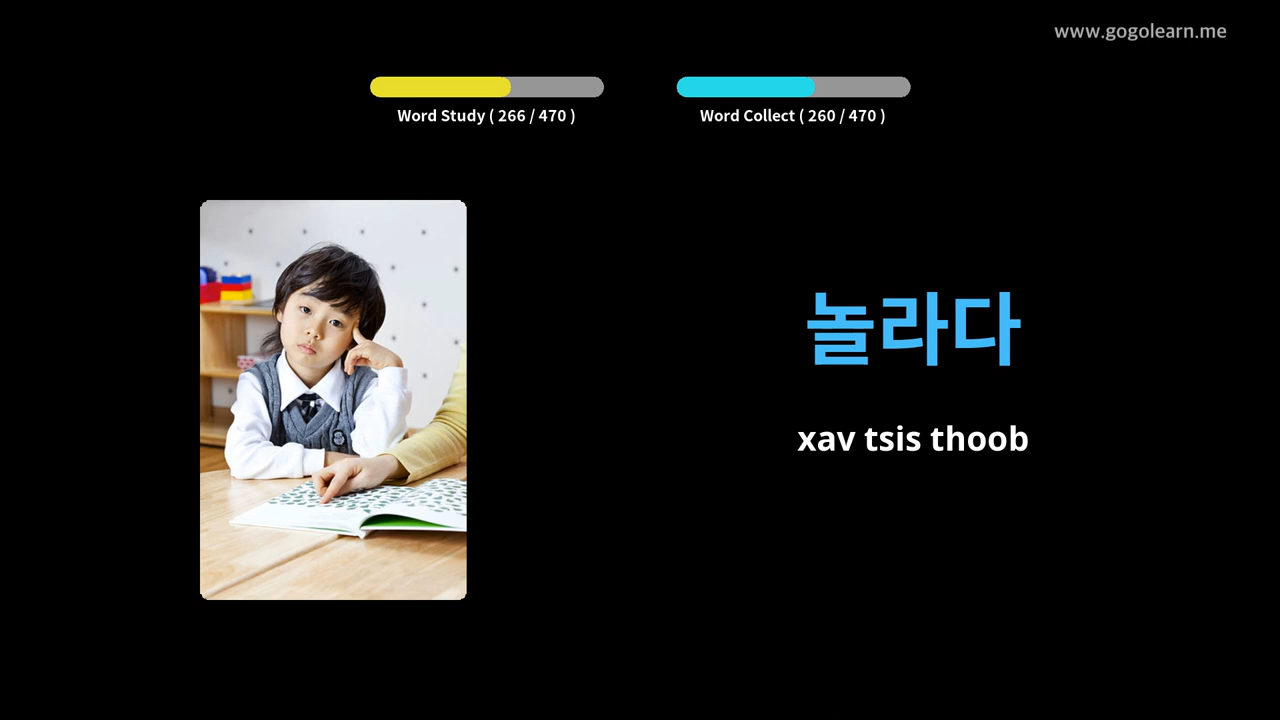 www.gogolearn.me
Word Study ( 266 / 470 )
Word Collect ( 260 / 470 )
놀라다
xav tsis thoob